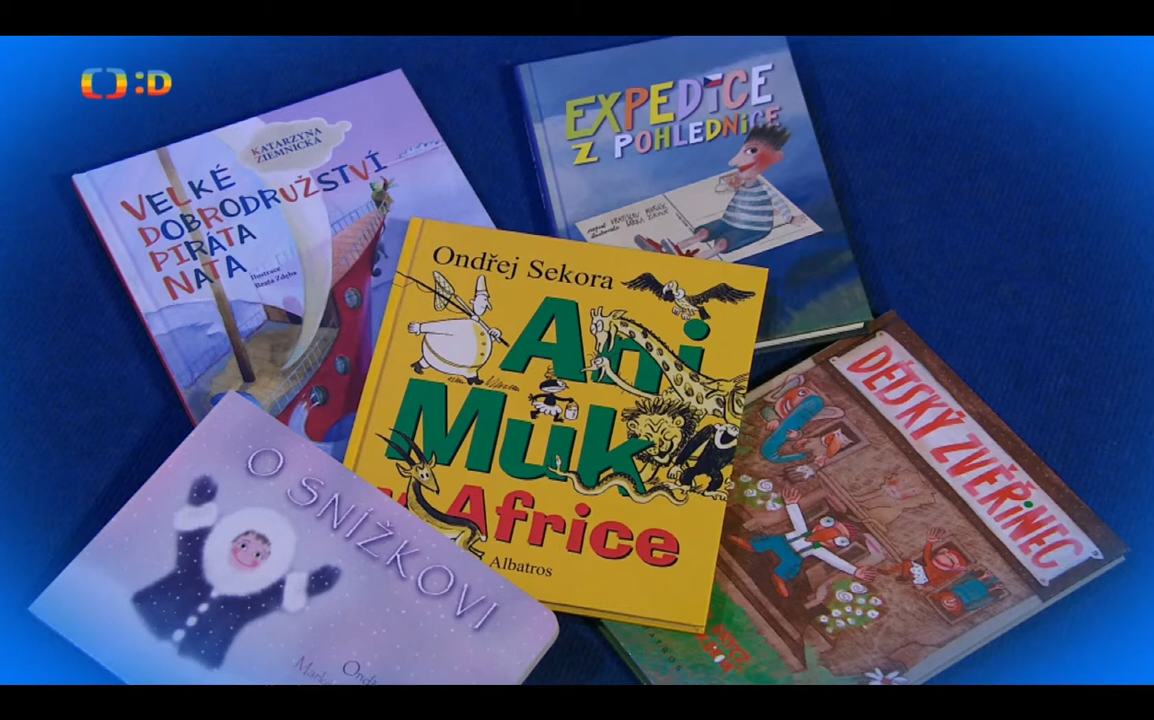 :D
KATARZYNA
ZIEMNICKA
VELKÉ
DOBRODRUŽSTVÍ
PIRÁTA
NATA
Ilustrace
Beata Zdęba
EXPEDICE
Z POHLEDNICE
Ondřej Sekora
Ani
Muk
v Africe
Albatros
O SNÍŽKOVI
DĚTSKÝ ZVĚŘINEC